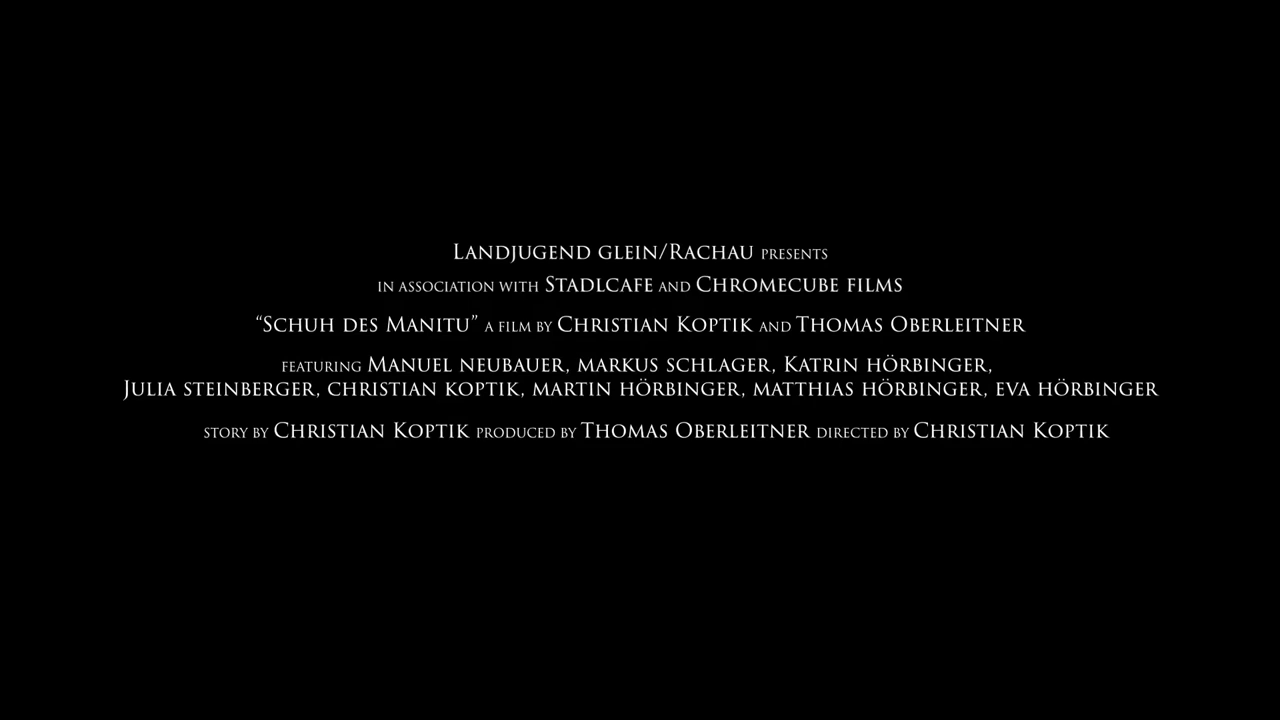 Landjugend glein/Rachau presents
in association with Stadlcafe and Chromecube films
“Schuh des Manitu” a film by Christian Koptik and Thomas Oberleitner
featuring Manuel neubauer, markus schlager, Katrin hörbinger,
Julia steinberger, christian koptik, martin hörbinger, matthias hörbinger, eva hörbinger
story by Christian Koptik produced by Thomas Oberleitner directed by Christian Koptik